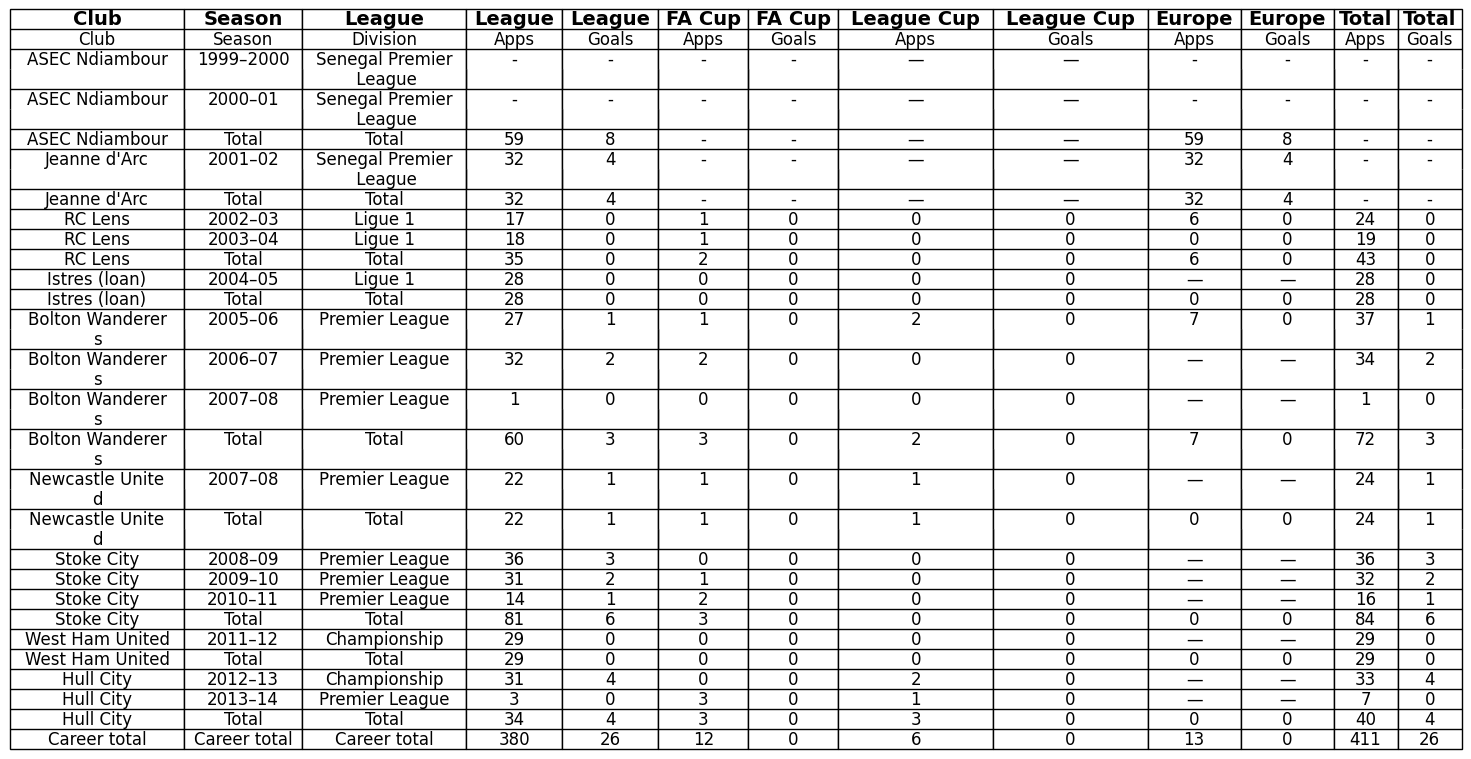 Club Season League League League FA Cup FA Cup League Cup League Cup Europe Europe Total Total
Club Season Division Apps Goals Apps Goals Apps Goals Apps Goals Apps Goals
ASEC Ndiambour 1999–2000 Senegal Premier - - - - — — - - - -
League
ASEC Ndiambour 2000–01 Senegal Premier - - - - — — - - - -
League
ASEC Ndiambour Total Total 59 8 - - — — 59 8 - -
Jeanne d'Arc 2001–02 Senegal Premier 32 4 - - — — 32 4 - -
League
Jeanne d'Arc Total Total 32 4 - - — — 32 4 - -
RC Lens 2002–03 Ligue 1 17 0 1 0 0 0 6 0 24 0
RC Lens 2003–04 Ligue 1 18 0 1 0 0 0 0 0 19 0
RC Lens Total Total 35 0 2 0 0 0 6 0 43 0
Istres (loan) 2004–05 Ligue 1 28 0 0 0 0 0 — — 28 0
Istres (loan) Total Total 28 0 0 0 0 0 0 0 28 0
Bolton Wanderer 2005–06 Premier League 27 1 1 0 2 0 7 0 37 1
s
Bolton Wanderer 2006–07 Premier League 32 2 2 0 0 0 — — 34 2
s
Bolton Wanderer 2007–08 Premier League 1 0 0 0 0 0 — — 1 0
s
Bolton Wanderer Total Total 60 3 3 0 2 0 7 0 72 3
s
Newcastle Unite 2007–08 Premier League 22 1 1 0 1 0 — — 24 1
d
Newcastle Unite Total Total 22 1 1 0 1 0 0 0 24 1
d
Stoke City 2008–09 Premier League 36 3 0 0 0 0 — — 36 3
Stoke City 2009–10 Premier League 31 2 1 0 0 0 — — 32 2
Stoke City 2010–11 Premier League 14 1 2 0 0 0 — — 16 1
Stoke City Total Total 81 6 3 0 0 0 0 0 84 6
West Ham United 2011–12 Championship 29 0 0 0 0 0 — — 29 0
West Ham United Total Total 29 0 0 0 0 0 0 0 29 0
Hull City 2012–13 Championship 31 4 0 0 2 0 — — 33 4
Hull City 2013–14 Premier League 3 0 3 0 1 0 — — 7 0
Hull City Total Total 34 4 3 0 3 0 0 0 40 4
Career total Career total Career total 380 26 12 0 6 0 13 0 411 26